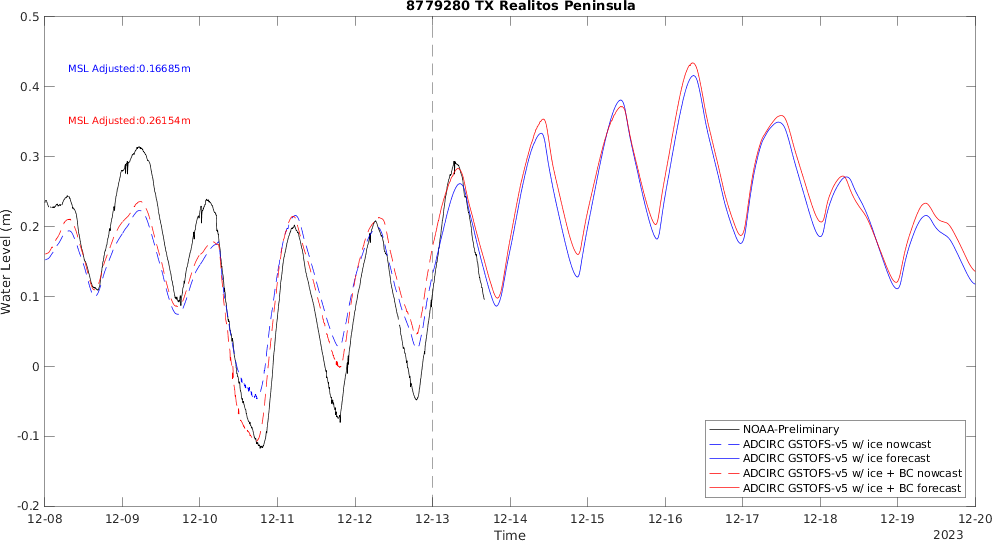 8779280 TX Realitos Peninsula
MSL Adjusted:0.16685m
MSL Adjusted:0.26154m
Water Level (m)
0.5
0.4
0.3
0.2
0.1
0
-0.1
-0.2
12-08 12-09 12-10 12-11 12-12 12-13 12-14 12-15 12-16 12-17 12-18 12-19 12-20
Time
2023
NOAA-Preliminary
ADCIRC GSTOFS-v5 w/ ice nowcast
ADCIRC GSTOFS-v5 w/ ice forecast
ADCIRC GSTOFS-v5 w/ ice + BC nowcast
ADCIRC GSTOFS-v5 w/ ice + BC forecast